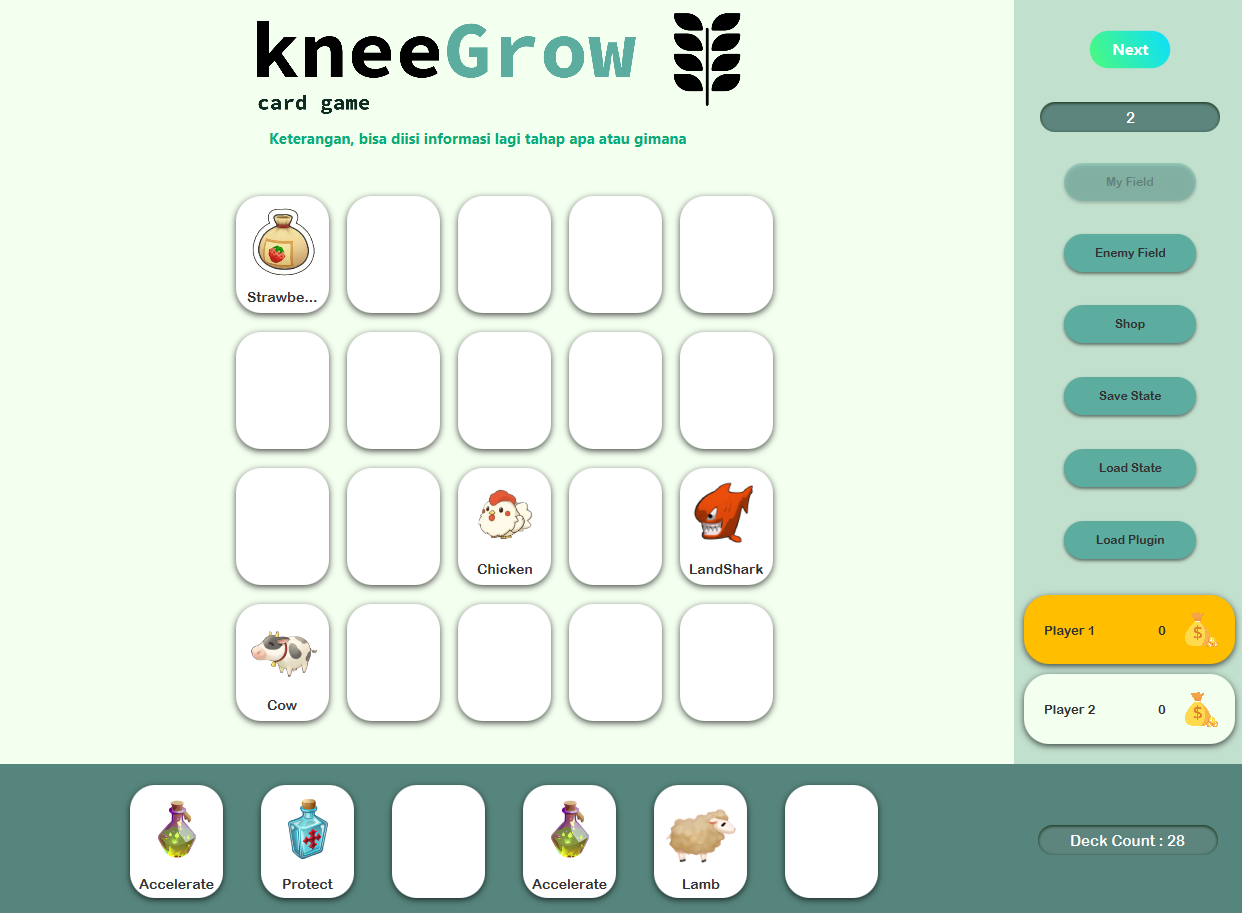 kneeGrow
card game
Keterangan, bisa diisi informasi lagi tahap apa atau gimana
Strawbe...
Chicken
LandShark
Cow
Accelerate
Protect
Accelerate
Lamb
Next
2
My Field
Enemy Field
Shop
Save State
Load State
Load Plugin
Player 1 0 $
Player 2 0 $
Deck Count : 28